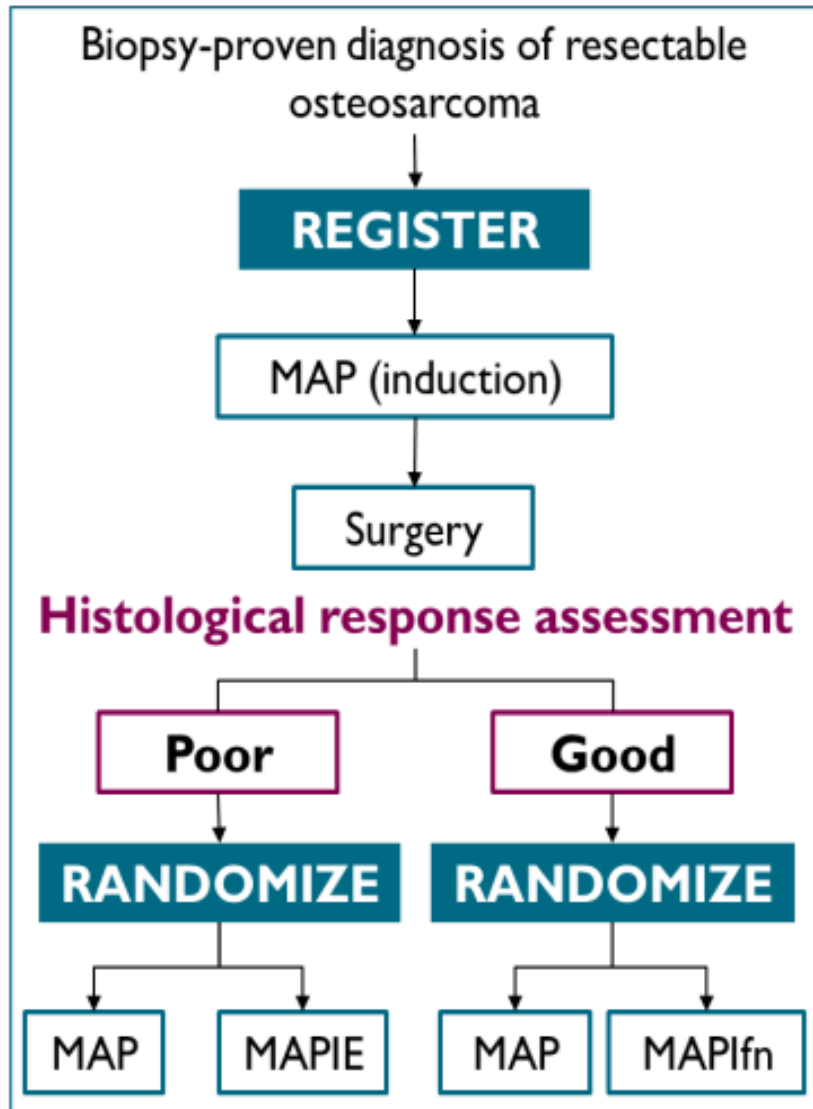 Biopsy-proven diagnosis of resectable
osteosarcoma
REGISTER
MAP (induction)
Surgery
Histological response assessment
Poor
Good
RANDOMIZE
RANDOMIZE
MAP
MAPIE
MAP
MAPIfn